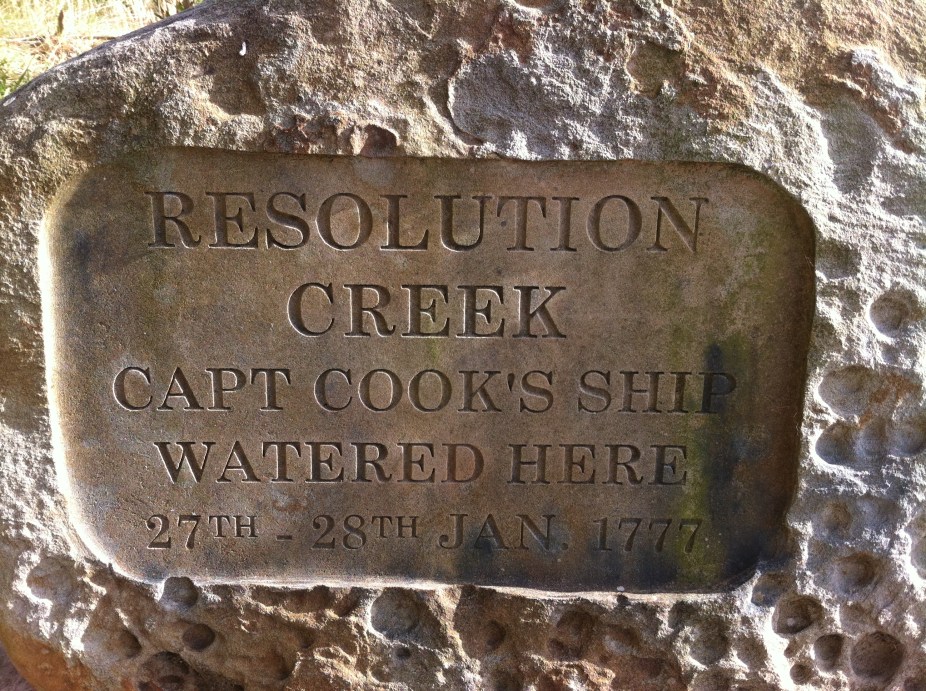 RESOLUTION
CREEK
CAPT COOK'S SHIP
WATERED HERE
27TH - 28TH JAN. 1777